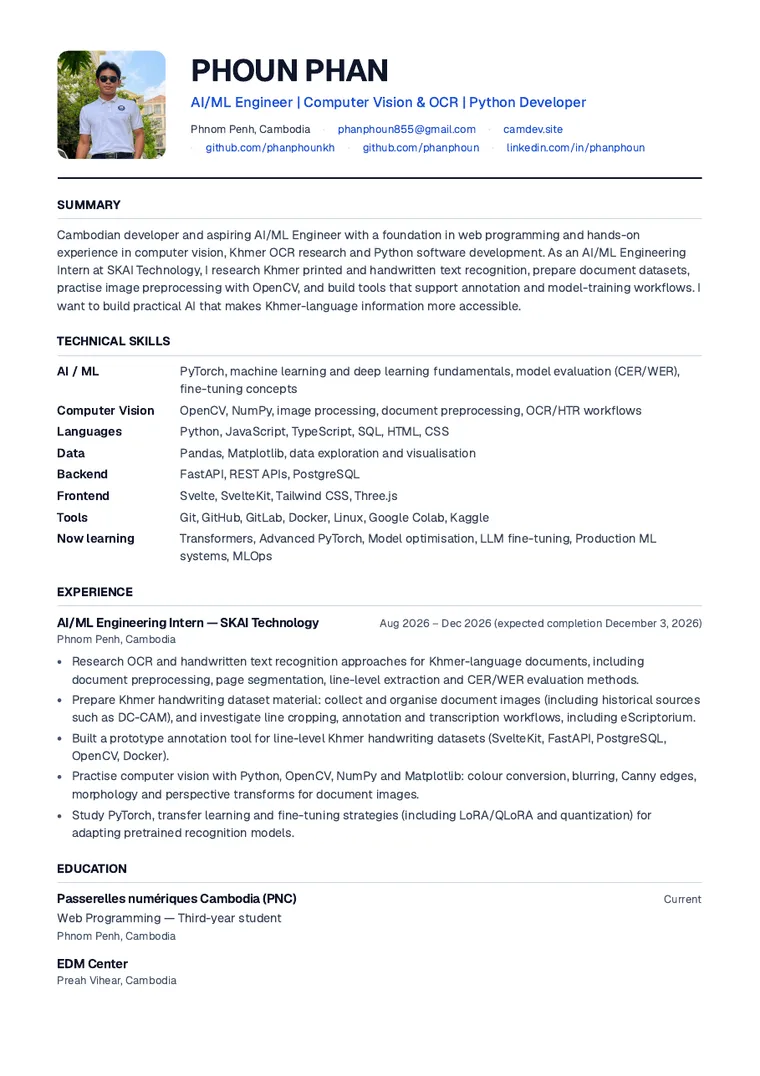 PHOUN PHAN
AI/ML Engineer | Computer Vision & OCR | Python Developer
Phnom Penh, Cambodia · phanphoun855@gmail.com · camdev.site
· github.com/phanphounkh · github.com/phanphoun · linkedin.com/in/phanphoun
SUMMARY
Cambodian developer and aspiring AI/ML Engineer with a foundation in web programming and hands-on
experience in computer vision, Khmer OCR research and Python software development. As an AI/ML Engineering
Intern at SKAI Technology, I research Khmer printed and handwritten text recognition, prepare document datasets,
practise image preprocessing with OpenCV, and build tools that support annotation and model-training workflows. I
want to build practical AI that makes Khmer-language information more accessible.
TECHNICAL SKILLS
AI / ML PyTorch, machine learning and deep learning fundamentals, model evaluation (CER/WER),
fine-tuning concepts
Computer Vision OpenCV, NumPy, image processing, document preprocessing, OCR/HTR workflows
Languages Python, JavaScript, TypeScript, SQL, HTML, CSS
Data Pandas, Matplotlib, data exploration and visualisation
Backend FastAPI, REST APIs, PostgreSQL
Frontend Svelte, SvelteKit, Tailwind CSS, Three.js
Tools Git, GitHub, GitLab, Docker, Linux, Google Colab, Kaggle
Now learning Transformers, Advanced PyTorch, Model optimisation, LLM fine-tuning, Production ML
systems, MLOps
EXPERIENCE
AI/ML Engineering Intern — SKAI Technology Aug 2026 – Dec 2026 (expected completion December 3, 2026)
Phnom Penh, Cambodia
• Research OCR and handwritten text recognition approaches for Khmer-language documents, including
document preprocessing, page segmentation, line-level extraction and CER/WER evaluation methods.
• Prepare Khmer handwriting dataset material: collect and organise document images (including historical sources
such as DC-CAM), and investigate line cropping, annotation and transcription workflows, including eScriptorium.
• Built a prototype annotation tool for line-level Khmer handwriting datasets (SvelteKit, FastAPI, PostgreSQL,
OpenCV, Docker).
• Practise computer vision with Python, OpenCV, NumPy and Matplotlib: colour conversion, blurring, Canny edges,
morphology and perspective transforms for document images.
• Study PyTorch, transfer learning and fine-tuning strategies (including LoRA/QLoRA and quantization) for
adapting pretrained recognition models.
EDUCATION
Passerelles numériques Cambodia (PNC) Current
Web Programming — Third-year student
Phnom Penh, Cambodia
EDM Center
Preah Vihear, Cambodia